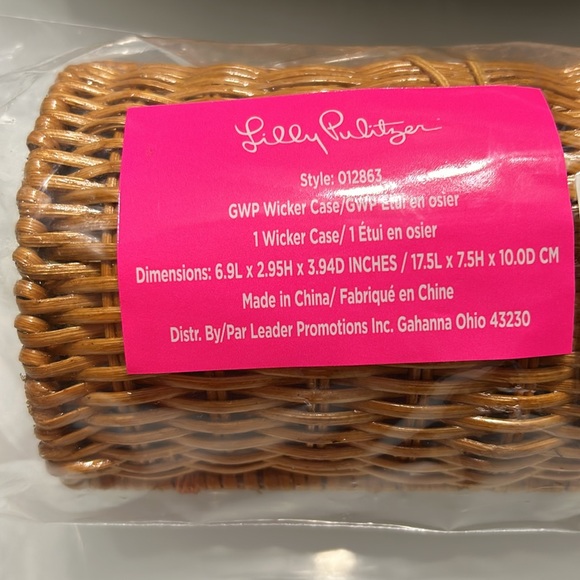 Lilly Pulitzer
Style: 012863
GWP Wicker Case/GWP Étui en osier
1 Wicker Case/ 1 Étui en osier
Dimensions: 6.9L x 2.95H x 3.94D INCHES / 17.5L x 7.5H x 10.0D CM
Made in China/ Fabriqué en Chine
Distr. By/Par Leader Promotions Inc. Gahanna Ohio 43230